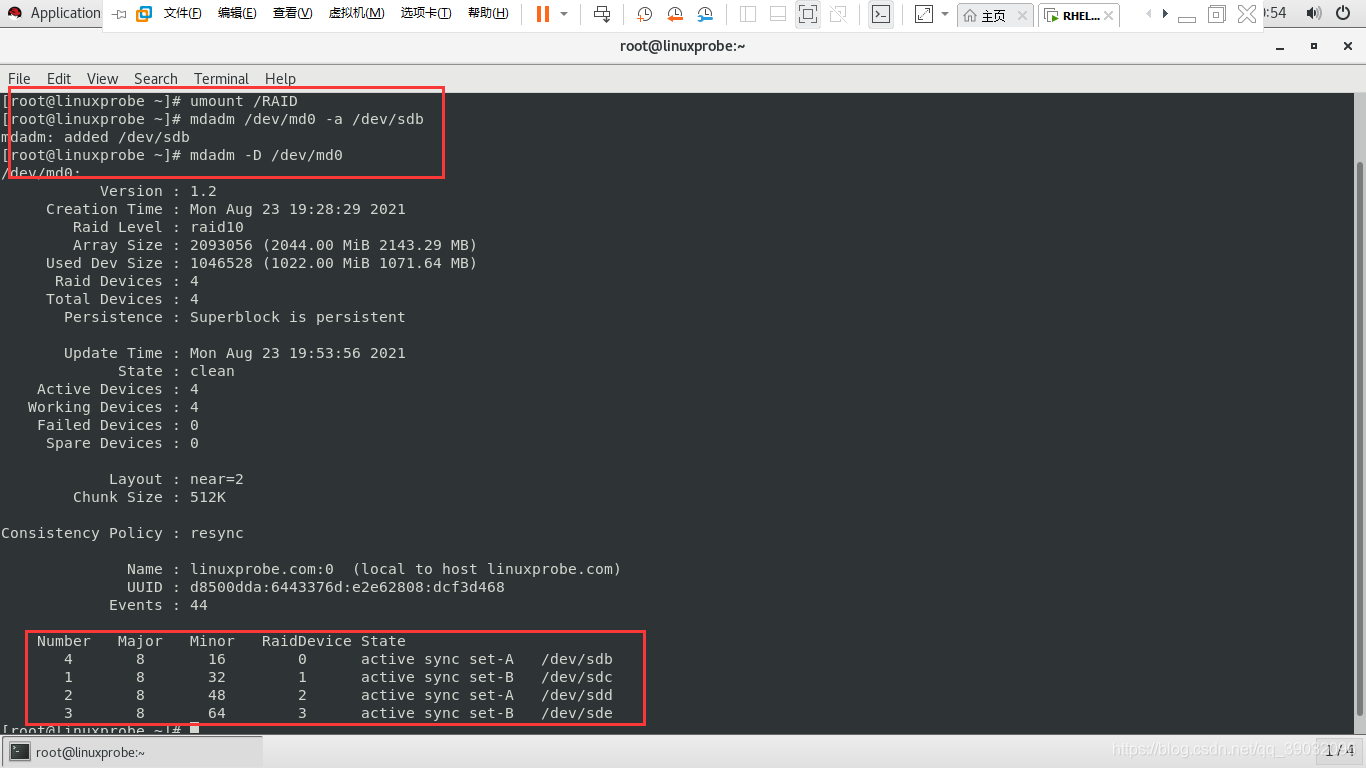 Application 文件(F) 编辑(E) 查看(V) 虚拟机(M) 选项卡(T) 帮助(H) 主页 RHEL... :54
root@linuxprobe:~
File Edit View Search Terminal Help
[root@linuxprobe ~]# umount /RAID
[root@linuxprobe ~]# mdadm /dev/md0 -a /dev/sdb
mdadm: added /dev/sdb
[root@linuxprobe ~]# mdadm -D /dev/md0
/dev/md0:
Version : 1.2
Creation Time : Mon Aug 23 19:28:29 2021
Raid Level : raid10
Array Size : 2093056 (2044.00 MiB 2143.29 MB)
Used Dev Size : 1046528 (1022.00 MiB 1071.64 MB)
Raid Devices : 4
Total Devices : 4
Persistence : Superblock is persistent
Update Time : Mon Aug 23 19:53:56 2021
State : clean
Active Devices : 4
Working Devices : 4
Failed Devices : 0
Spare Devices : 0
Layout : near=2
Chunk Size : 512K
Consistency Policy : resync
Name : linuxprobe.com:0 (local to host linuxprobe.com)
UUID : d8500dda:6443376d:e2e62808:dcf3d468
Events : 44
Number Major Minor RaidDevice State
4 8 16 0 active sync set-A /dev/sdb
1 8 32 1 active sync set-B /dev/sdc
2 8 48 2 active sync set-A /dev/sdd
3 8 64 3 active sync set-B /dev/sde
[root@linuxprobe ~]#
root@linuxprobe:~
1 / 4